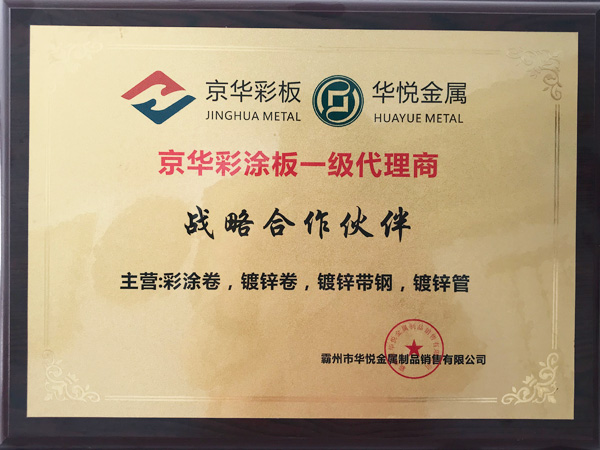 京华彩板 华悦金属
JINGHUA METAL HUAYUE METAL
京华彩涂板一级代理商
战略合作伙伴
主营:彩涂卷，镀锌卷，镀锌带钢，镀锌管
霸州市华悦金属制品销售有限公司